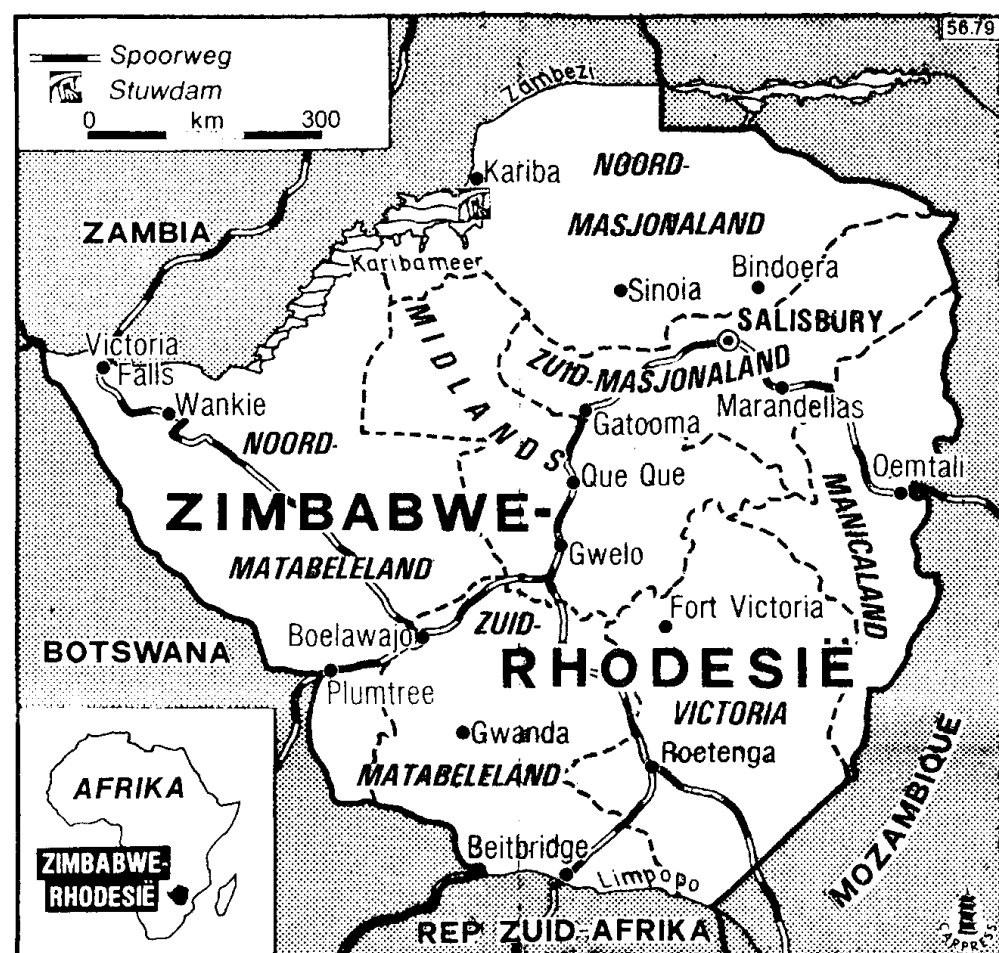 56.79
Spoorweg
Stuwdam
0 km 300
Zambezi
Kariba
NOORD-
MASJONALAND
ZAMBIA
Karibameer
Sinoia
Bindoera
SALISBURY
MIDLANDS
ZUID-MASJONALAND
Victoria
Falls
Wankie
Gatooma
Marandellas
NOORD-
Que Que
Oemtali
ZIMBABWE-
MANICALAND
Gwelo
MATABELELAND
Boelawajo
ZUID-
Fort Victoria
BOTSWANA
RHODESIË
Plumtree
VICTORIA
Gwanda
Roetenga
MATABELELAND
MOZAMBIQUE
AFRIKA
ZIMBABWE-
RHODESIË
Beitbridge
Limpopo
REP ZUID-AFRIKA
CARPRESS